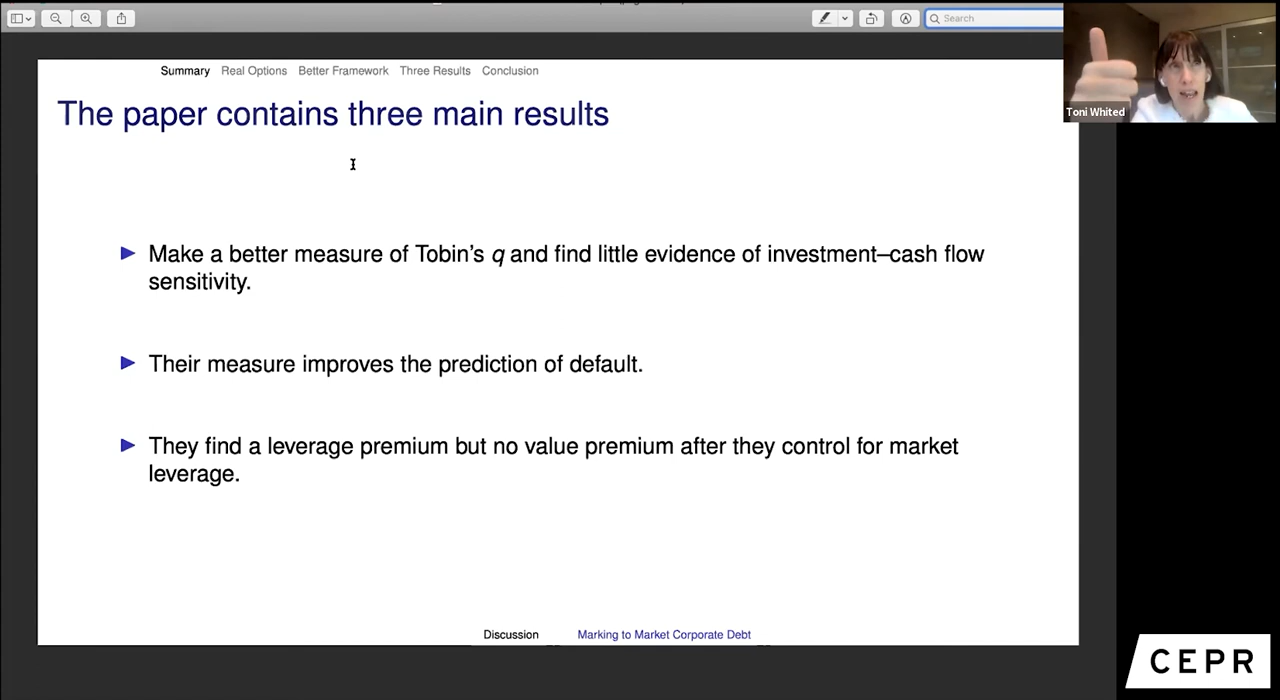 Search
Toni Whited
Summary Real Options Better Framework Three Results Conclusion
The paper contains three main results
Make a better measure of Tobin's q and find little evidence of investment–cash flow
sensitivity.
Their measure improves the prediction of default.
They find a leverage premium but no value premium after they control for market
leverage.
Discussion Marking to Market Corporate Debt
CEPR